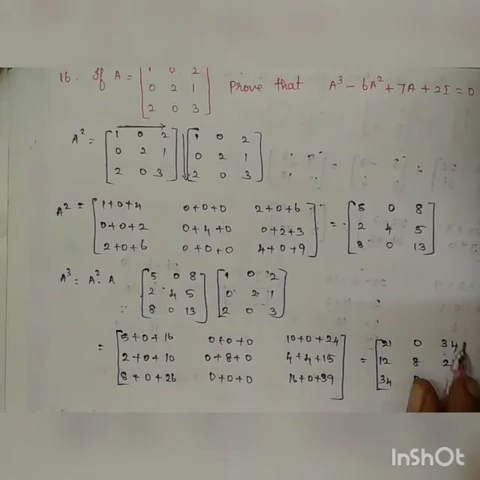 16. If A = [1 0 2 Prove that A³ - 6A² + 7A + 2I = 0
0 2 1
2 0 3]
A² = [1 0 2 [1 0 2
0 2 1 0 2 1
2 0 3] 2 0 3]
A² = [1+0+4 0+0+0 2+0+6 = [5 0 8
0+0+2 0+4+0 0+2+3 2 4 5
2+0+6 0+0+0 4+0+9] 8 0 13]
A³ = A². A [5 0 8 [1 0 2
2 4 5 0 2 1
8 0 13] 2 0 3]
= [5+0+16 0+0+0 10+0+24 = [21 0 34
2+0+10 0+8+0 4+4+15 12 8 2
8+0+26 0+0+0 16+0+39] 34
InShOt